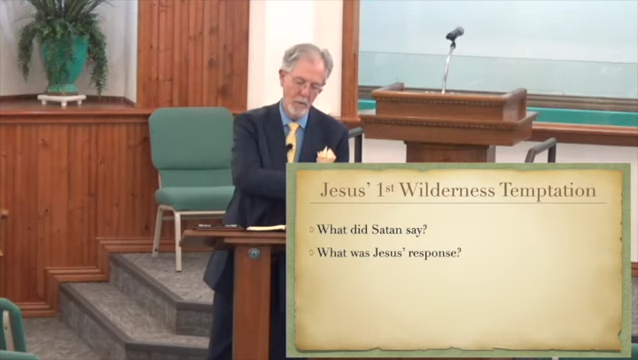 Jesus’ 1st Wilderness Temptation
What did Satan say?
What was Jesus’ response?